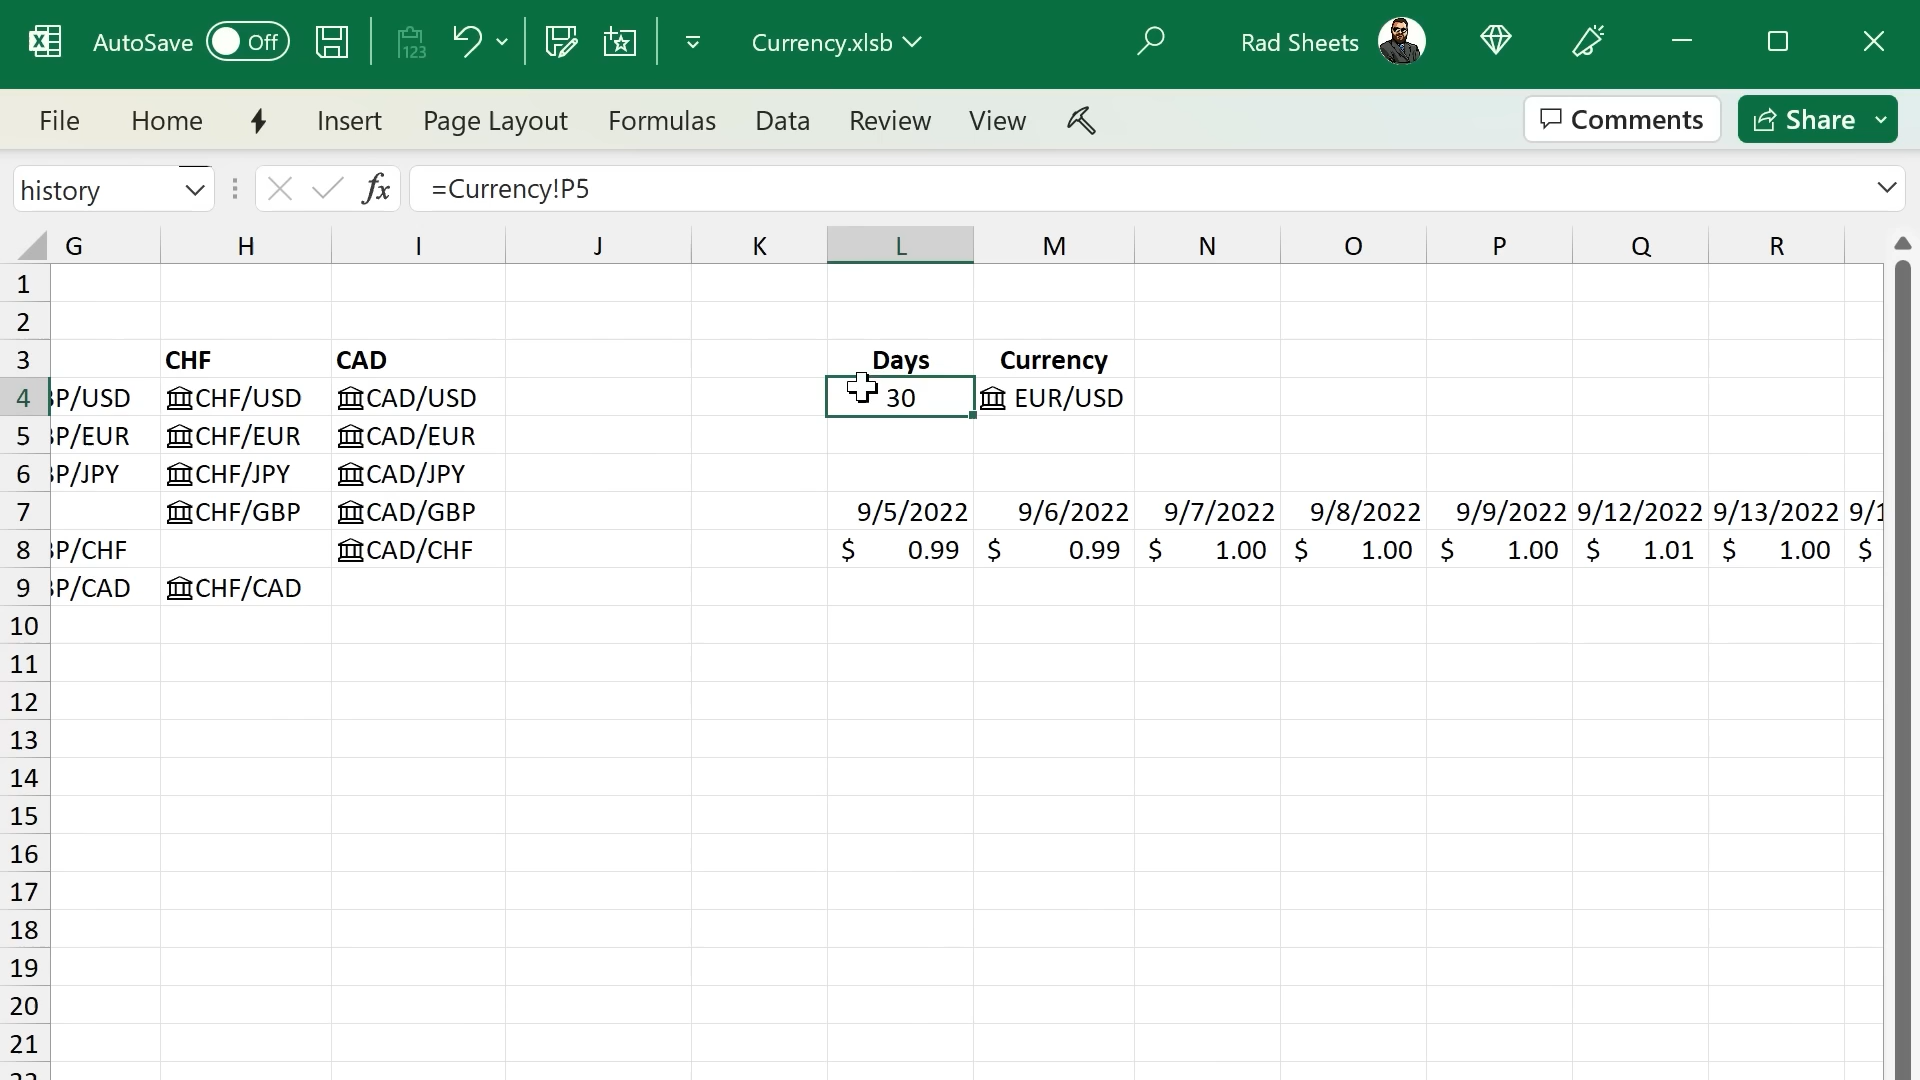 AutoSave Off 123 Currency.xlsb Rad Sheets
File Home Insert Page Layout Formulas Data Review View Comments Share
history fx =Currency!P5
G H I J K L M N O P Q R
1
2
3 CHF CAD Days Currency
4 P/USD CHF/USD CAD/USD 30 EUR/USD
5 P/EUR CHF/EUR CAD/EUR
6 P/JPY CHF/JPY CAD/JPY
7 CHF/GBP CAD/GBP 9/5/2022 9/6/2022 9/7/2022 9/8/2022 9/9/2022 9/12/2022 9/13/2022 9/1
8 P/CHF CAD/CHF $ 0.99 $ 0.99 $ 1.00 $ 1.00 $ 1.00 $ 1.01 $ 1.00 $
9 P/CAD CHF/CAD
10
11
12
13
14
15
16
17
18
19
20
21